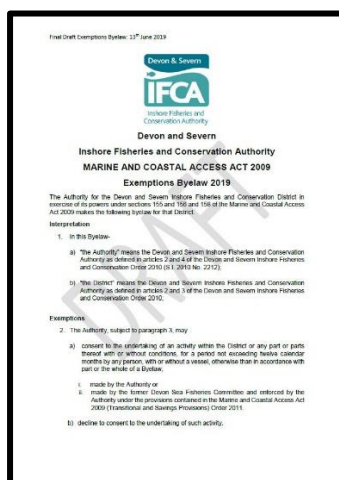 Final Draft Exemptions Byelaw: 13th June 2019
Devon & Severn
IFCA
Inshore Fisheries and
Conservation Authority
Devon and Severn
Inshore Fisheries and Conservation Authority
MARINE AND COASTAL ACCESS ACT 2009
Exemptions Byelaw 2019
The Authority for the Devon and Severn Inshore Fisheries and Conservation District in
exercise of its powers under sections 155 and 156 and 158 of the Marine and Coastal Access
Act 2009 makes the following byelaw for that District.
Interpretation
1. In this Byelaw-
a) "the Authority" means the Devon and Severn Inshore Fisheries and Conservation
Authority as defined in articles 2 and 4 of the Devon and Severn Inshore Fisheries
and Conservation Order 2010 (S.I. 2010 No. 2212);
b) "the District" means the Devon and Severn Inshore Fisheries and Conservation
Authority as defined in articles 2 and 3 of the Devon and Severn Inshore Fisheries
and Conservation Order 2010;
Exemptions
2. The Authority, subject to paragraph 3, may
a) consent to the undertaking of an activity within the District or any part or parts
thereof with or without conditions, for a period not exceeding twelve calendar
months by any person, with or without a vessel, otherwise than in accordance with
part or the whole of a Byelaw;
i. made by the Authority or
ii. made by the former Devon Sea Fisheries Committee and enforced by the
Authority under the provisions contained in the Marine and Coastal Access Act
2009 (Transitional and Savings Provisions) Order 2011.
b) decline to consent to the undertaking of such activity.
DRAFT